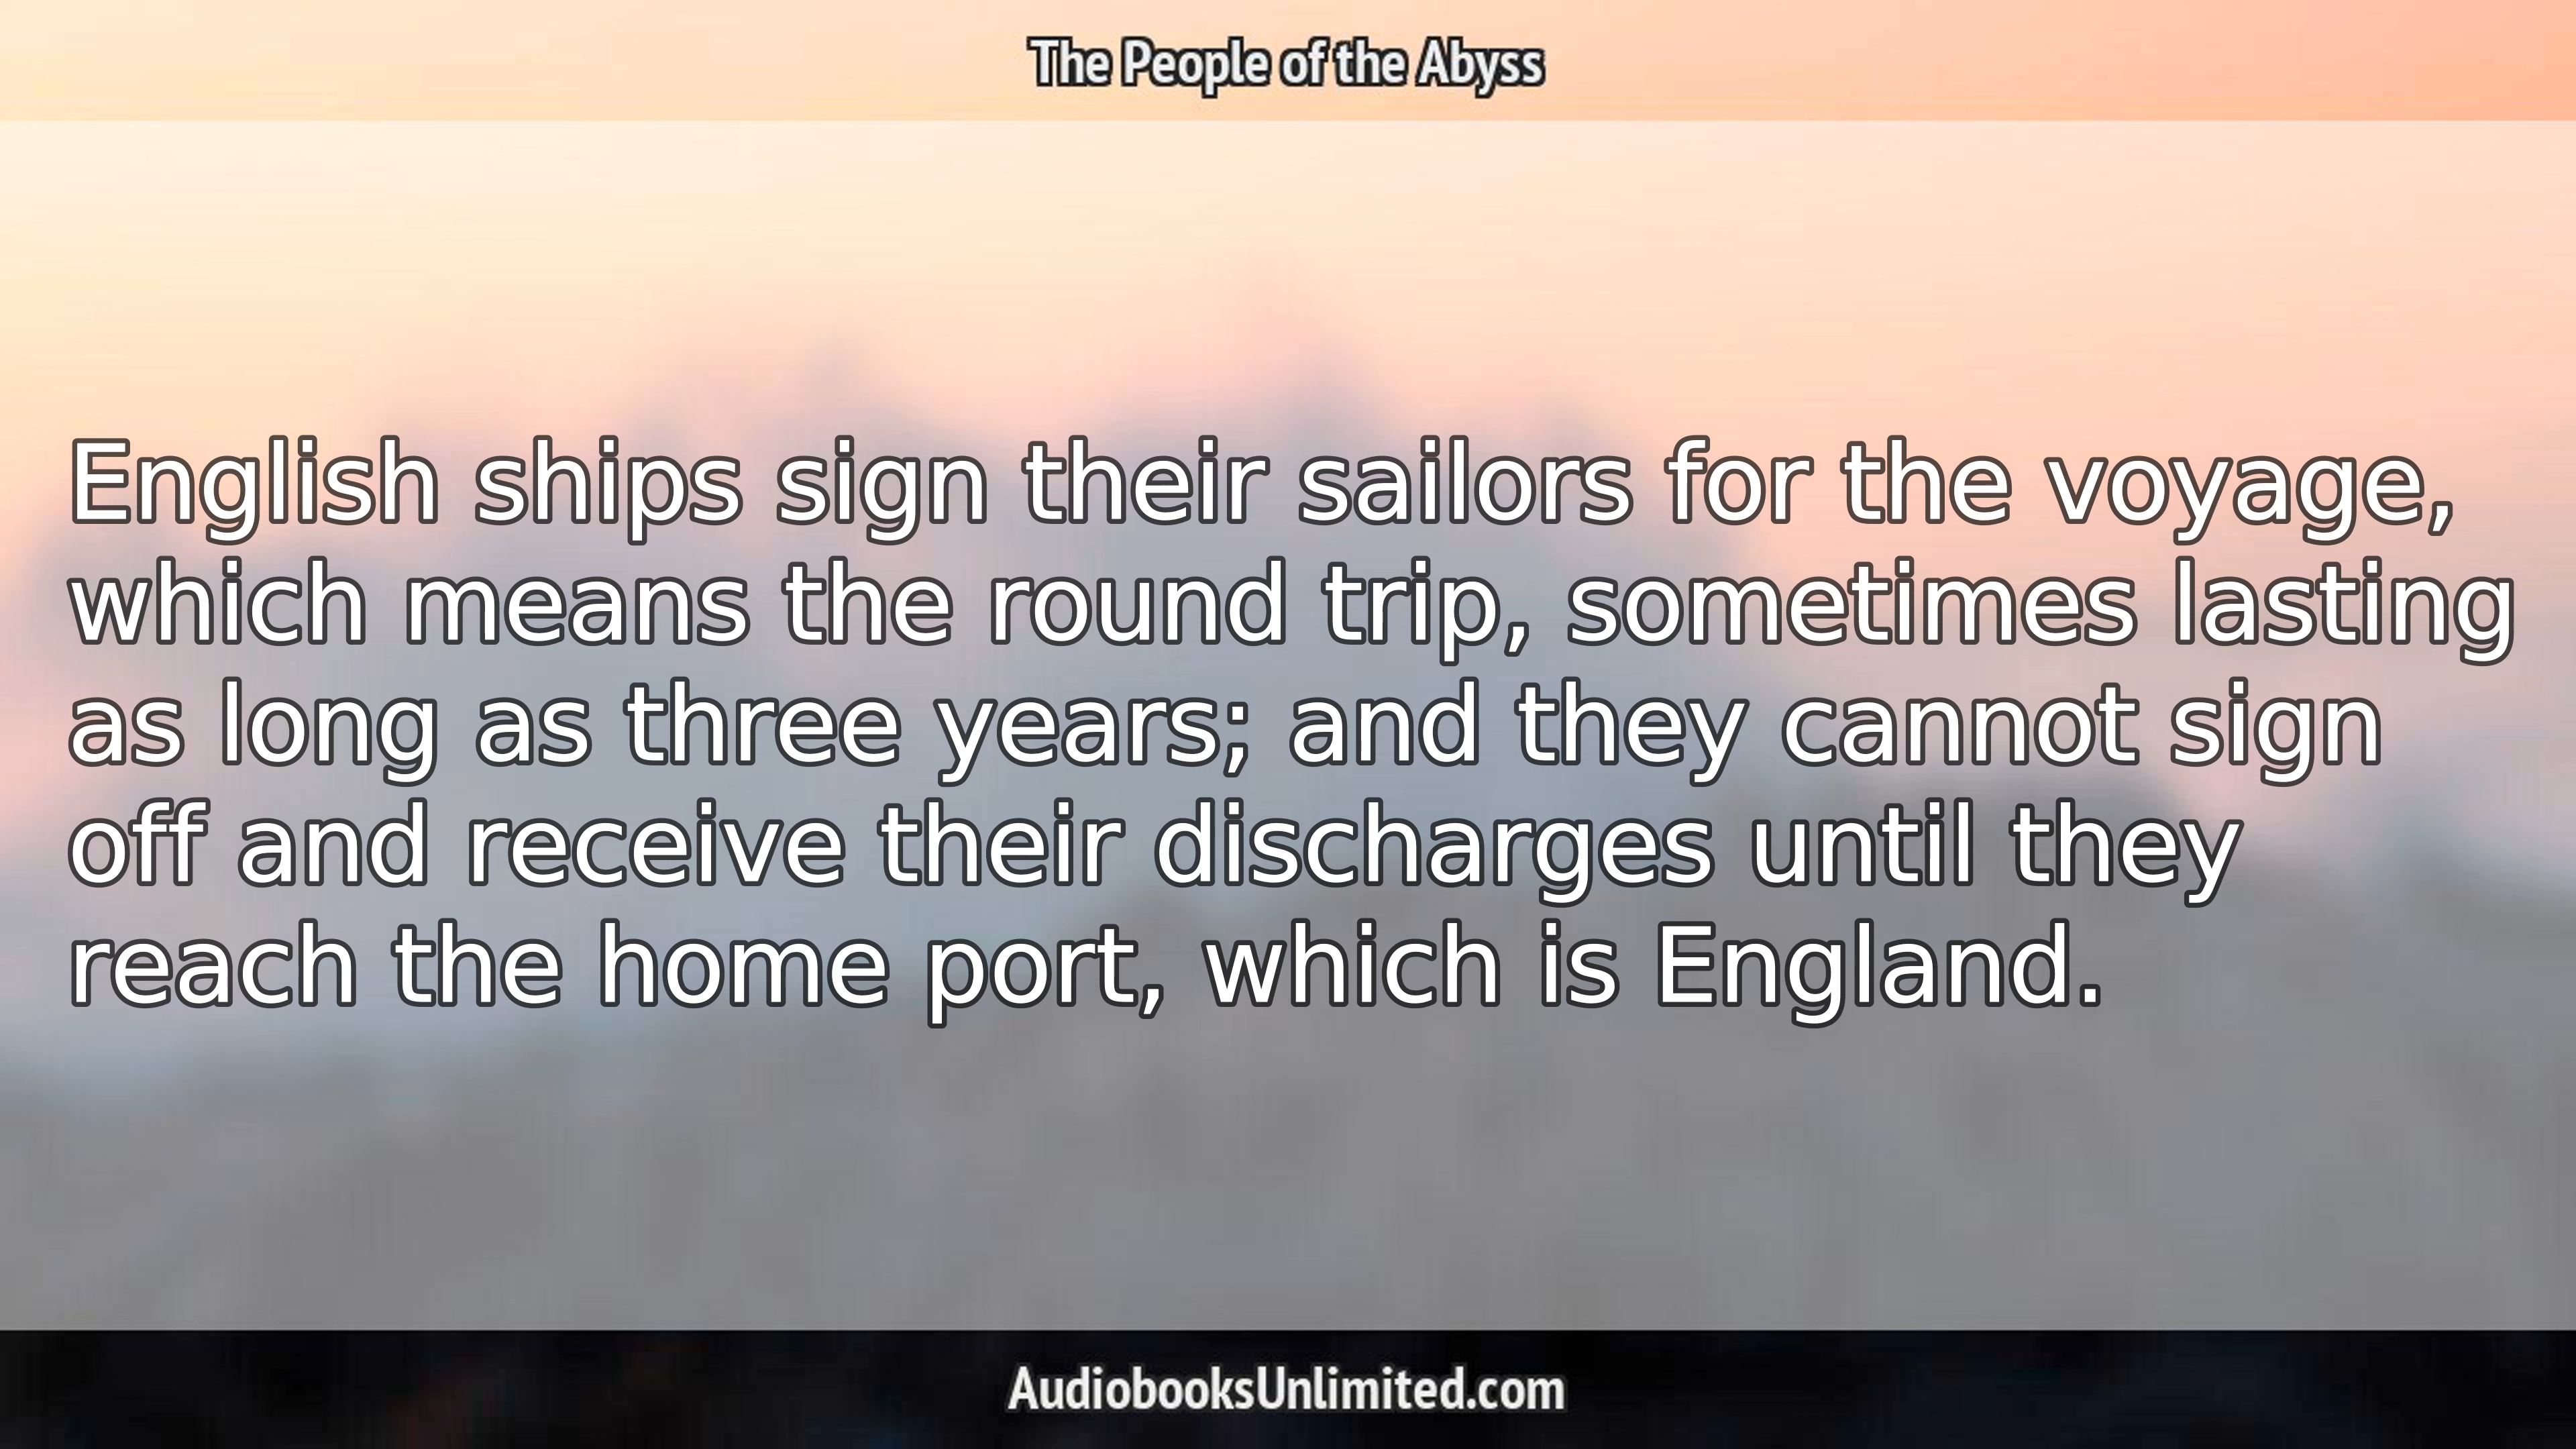 The People of the Abyss
English ships sign their sailors for the voyage,
which means the round trip, sometimes lasting
as long as three years; and they cannot sign
off and receive their discharges until they
reach the home port, which is England.
AudiobooksUnlimited.com